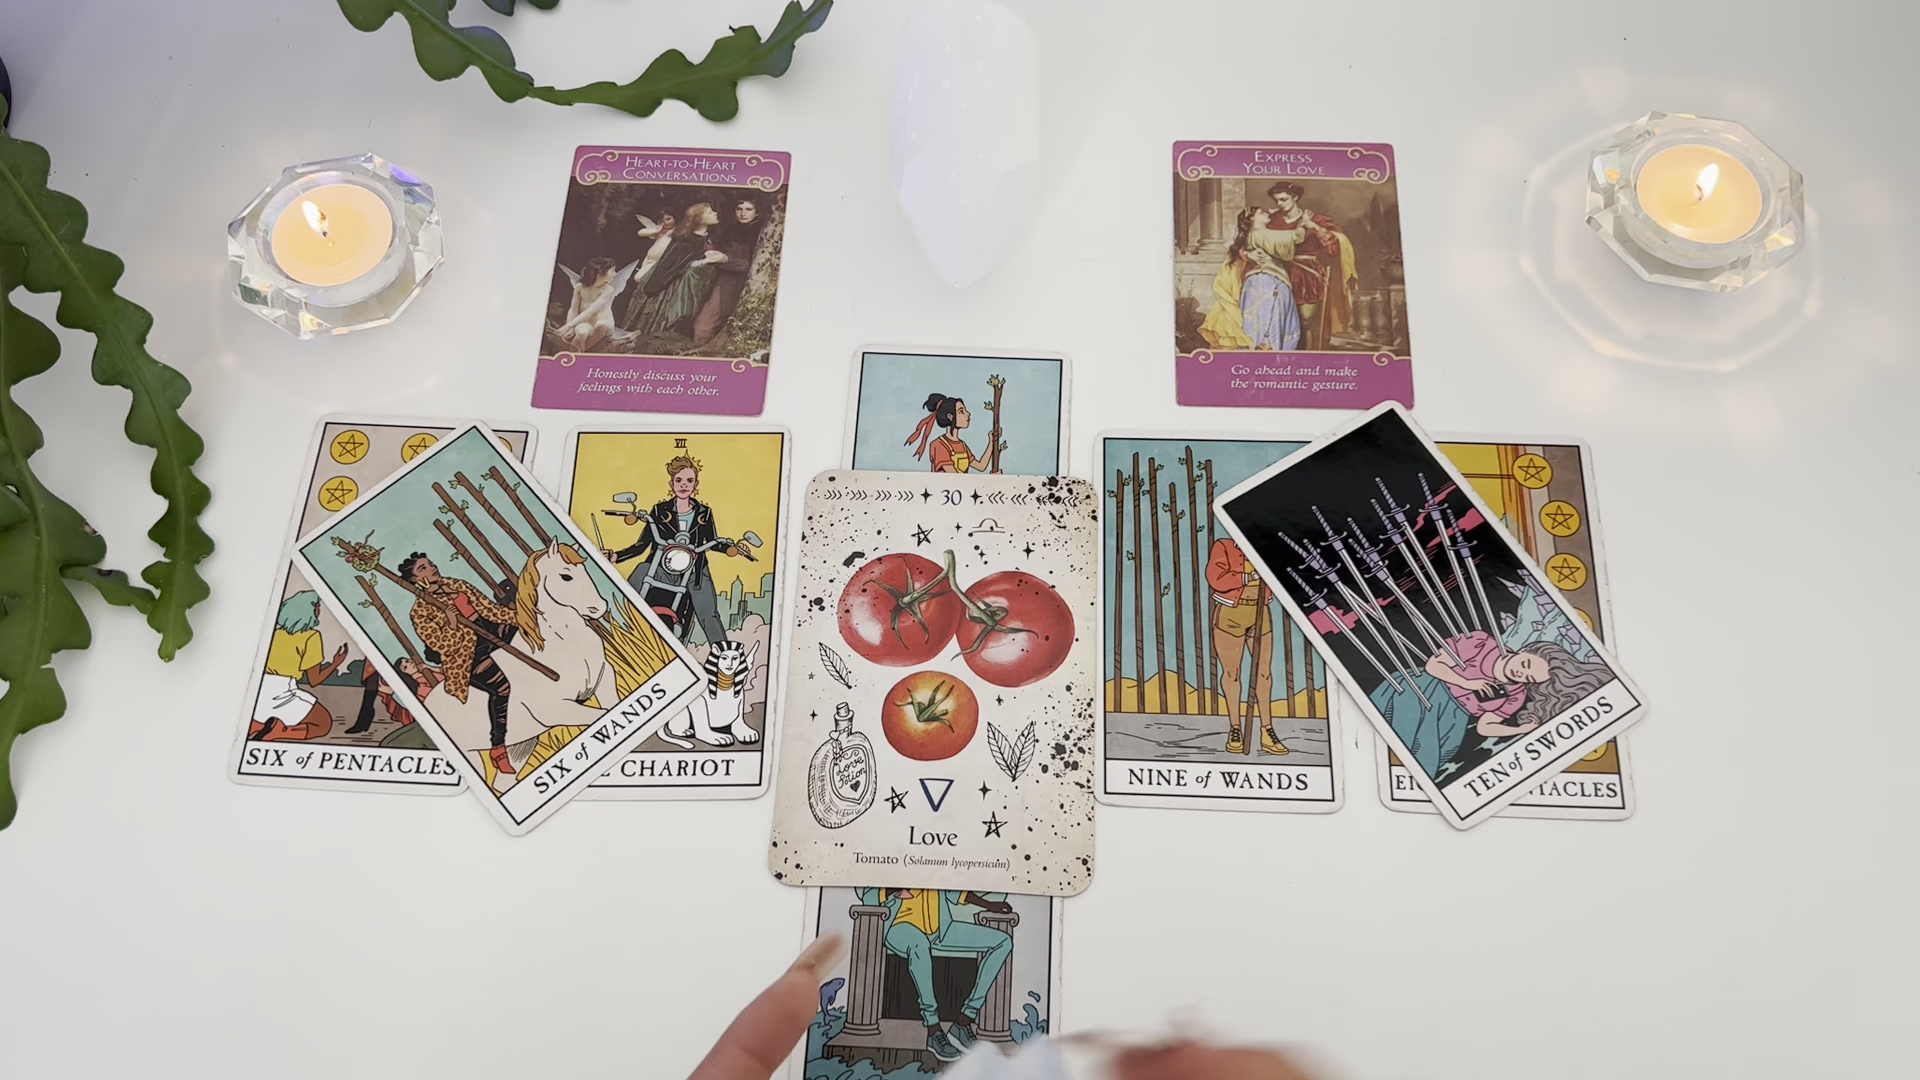 HEART-TO-HEART
CONVERSATIONS
Honestly discuss your
feelings with each other.
EXPRESS
YOUR LOVE
Go ahead and make
the romantic gesture.
SIX of PENTACLES
SIX of WANDS
VII
CHARIOT
30
Love
Potion
Love
Tomato (Solanum lycopersicum)
NINE of WANDS
TEN of SWORDS